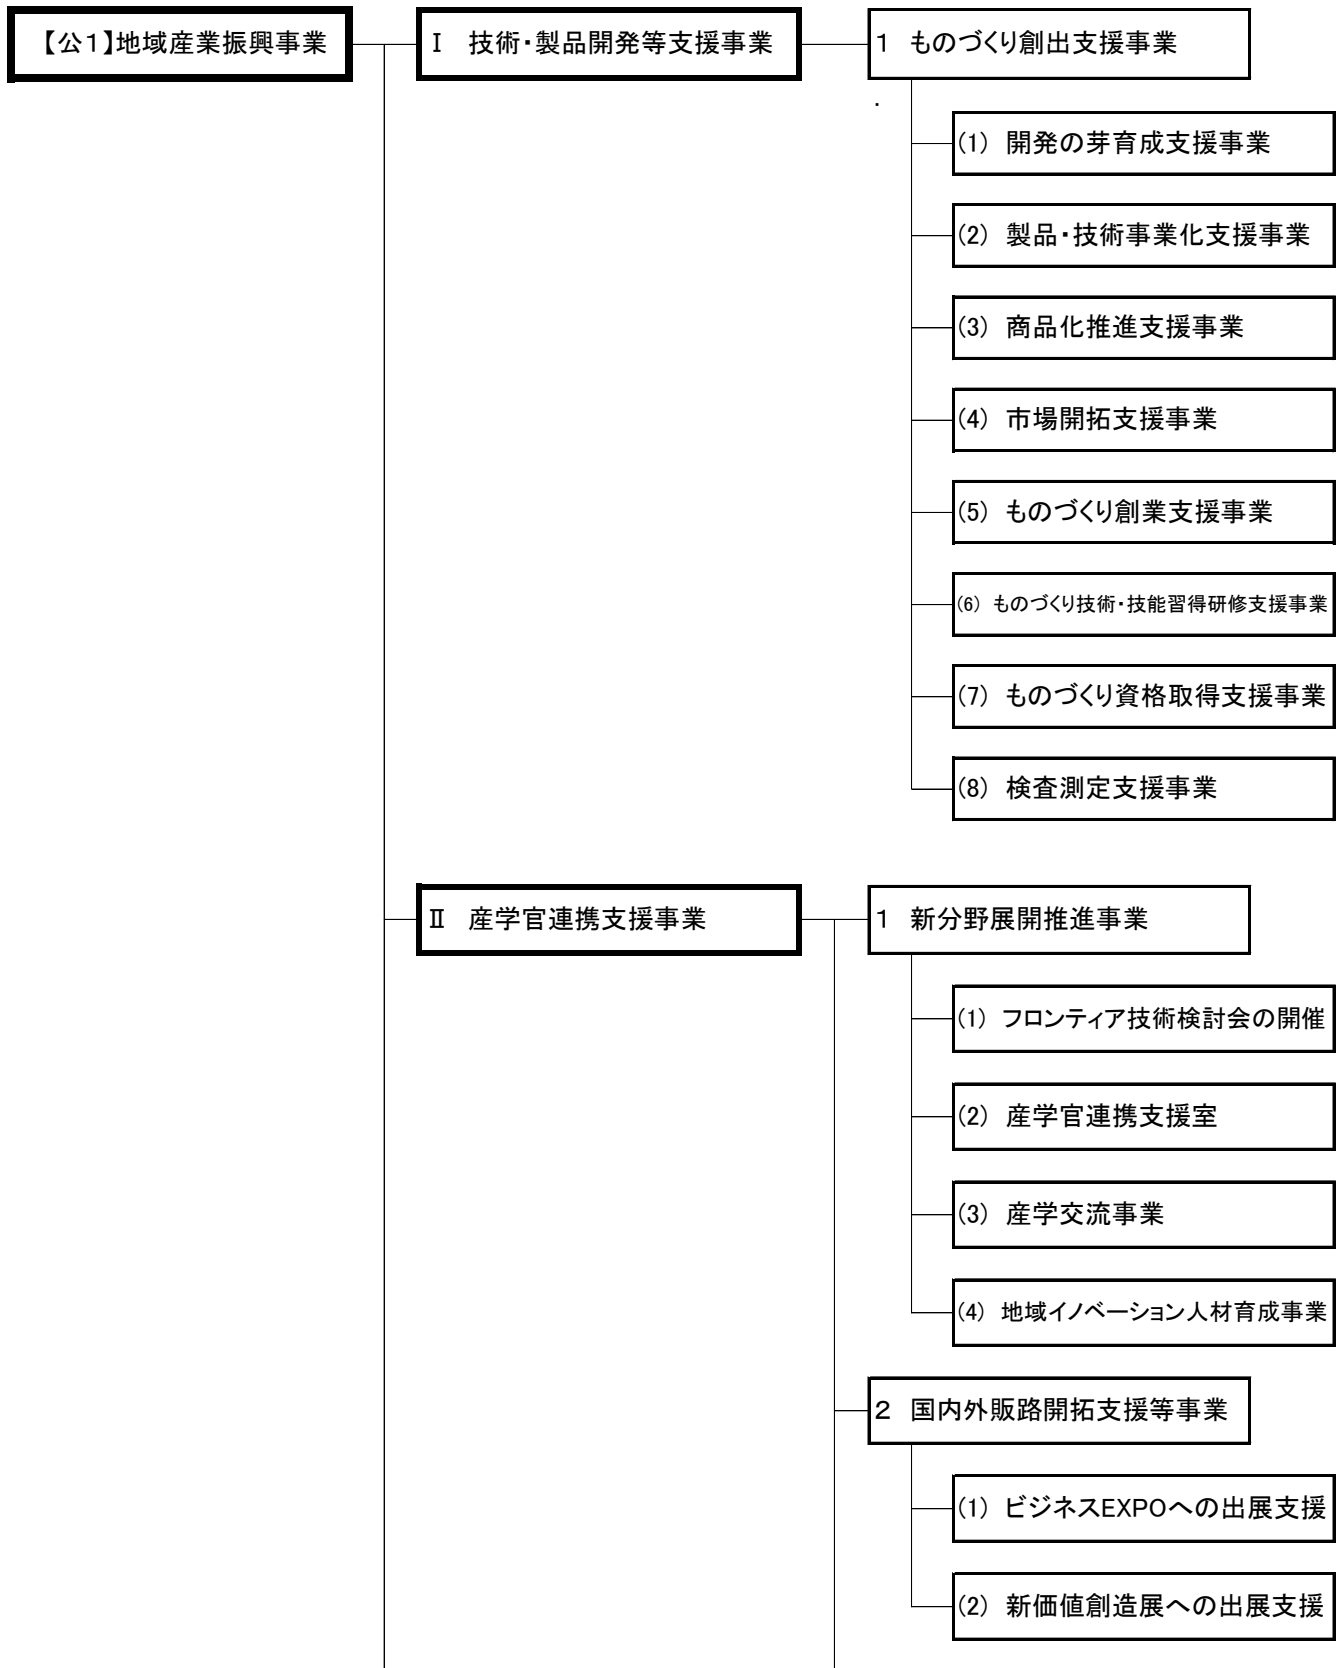 【公1】地域産業振興事業
Ⅰ 技術・製品開発等支援事業
1 ものづくり創出支援事業
(1) 開発の芽育成支援事業
(2) 製品・技術事業化支援事業
(3) 商品化推進支援事業
(4) 市場開拓支援事業
(5) ものづくり創業支援事業
(6) ものづくり技術・技能習得研修支援事業
(7) ものづくり資格取得支援事業
(8) 検査測定支援事業
Ⅱ 産学官連携支援事業
1 新分野展開推進事業
(1) フロンティア技術検討会の開催
(2) 産学官連携支援室
(3) 産学交流事業
(4) 地域イノベーション人材育成事業
2 国内外販路開拓支援等事業
(1) ビジネスEXPOへの出展支援
(2) 新価値創造展への出展支援